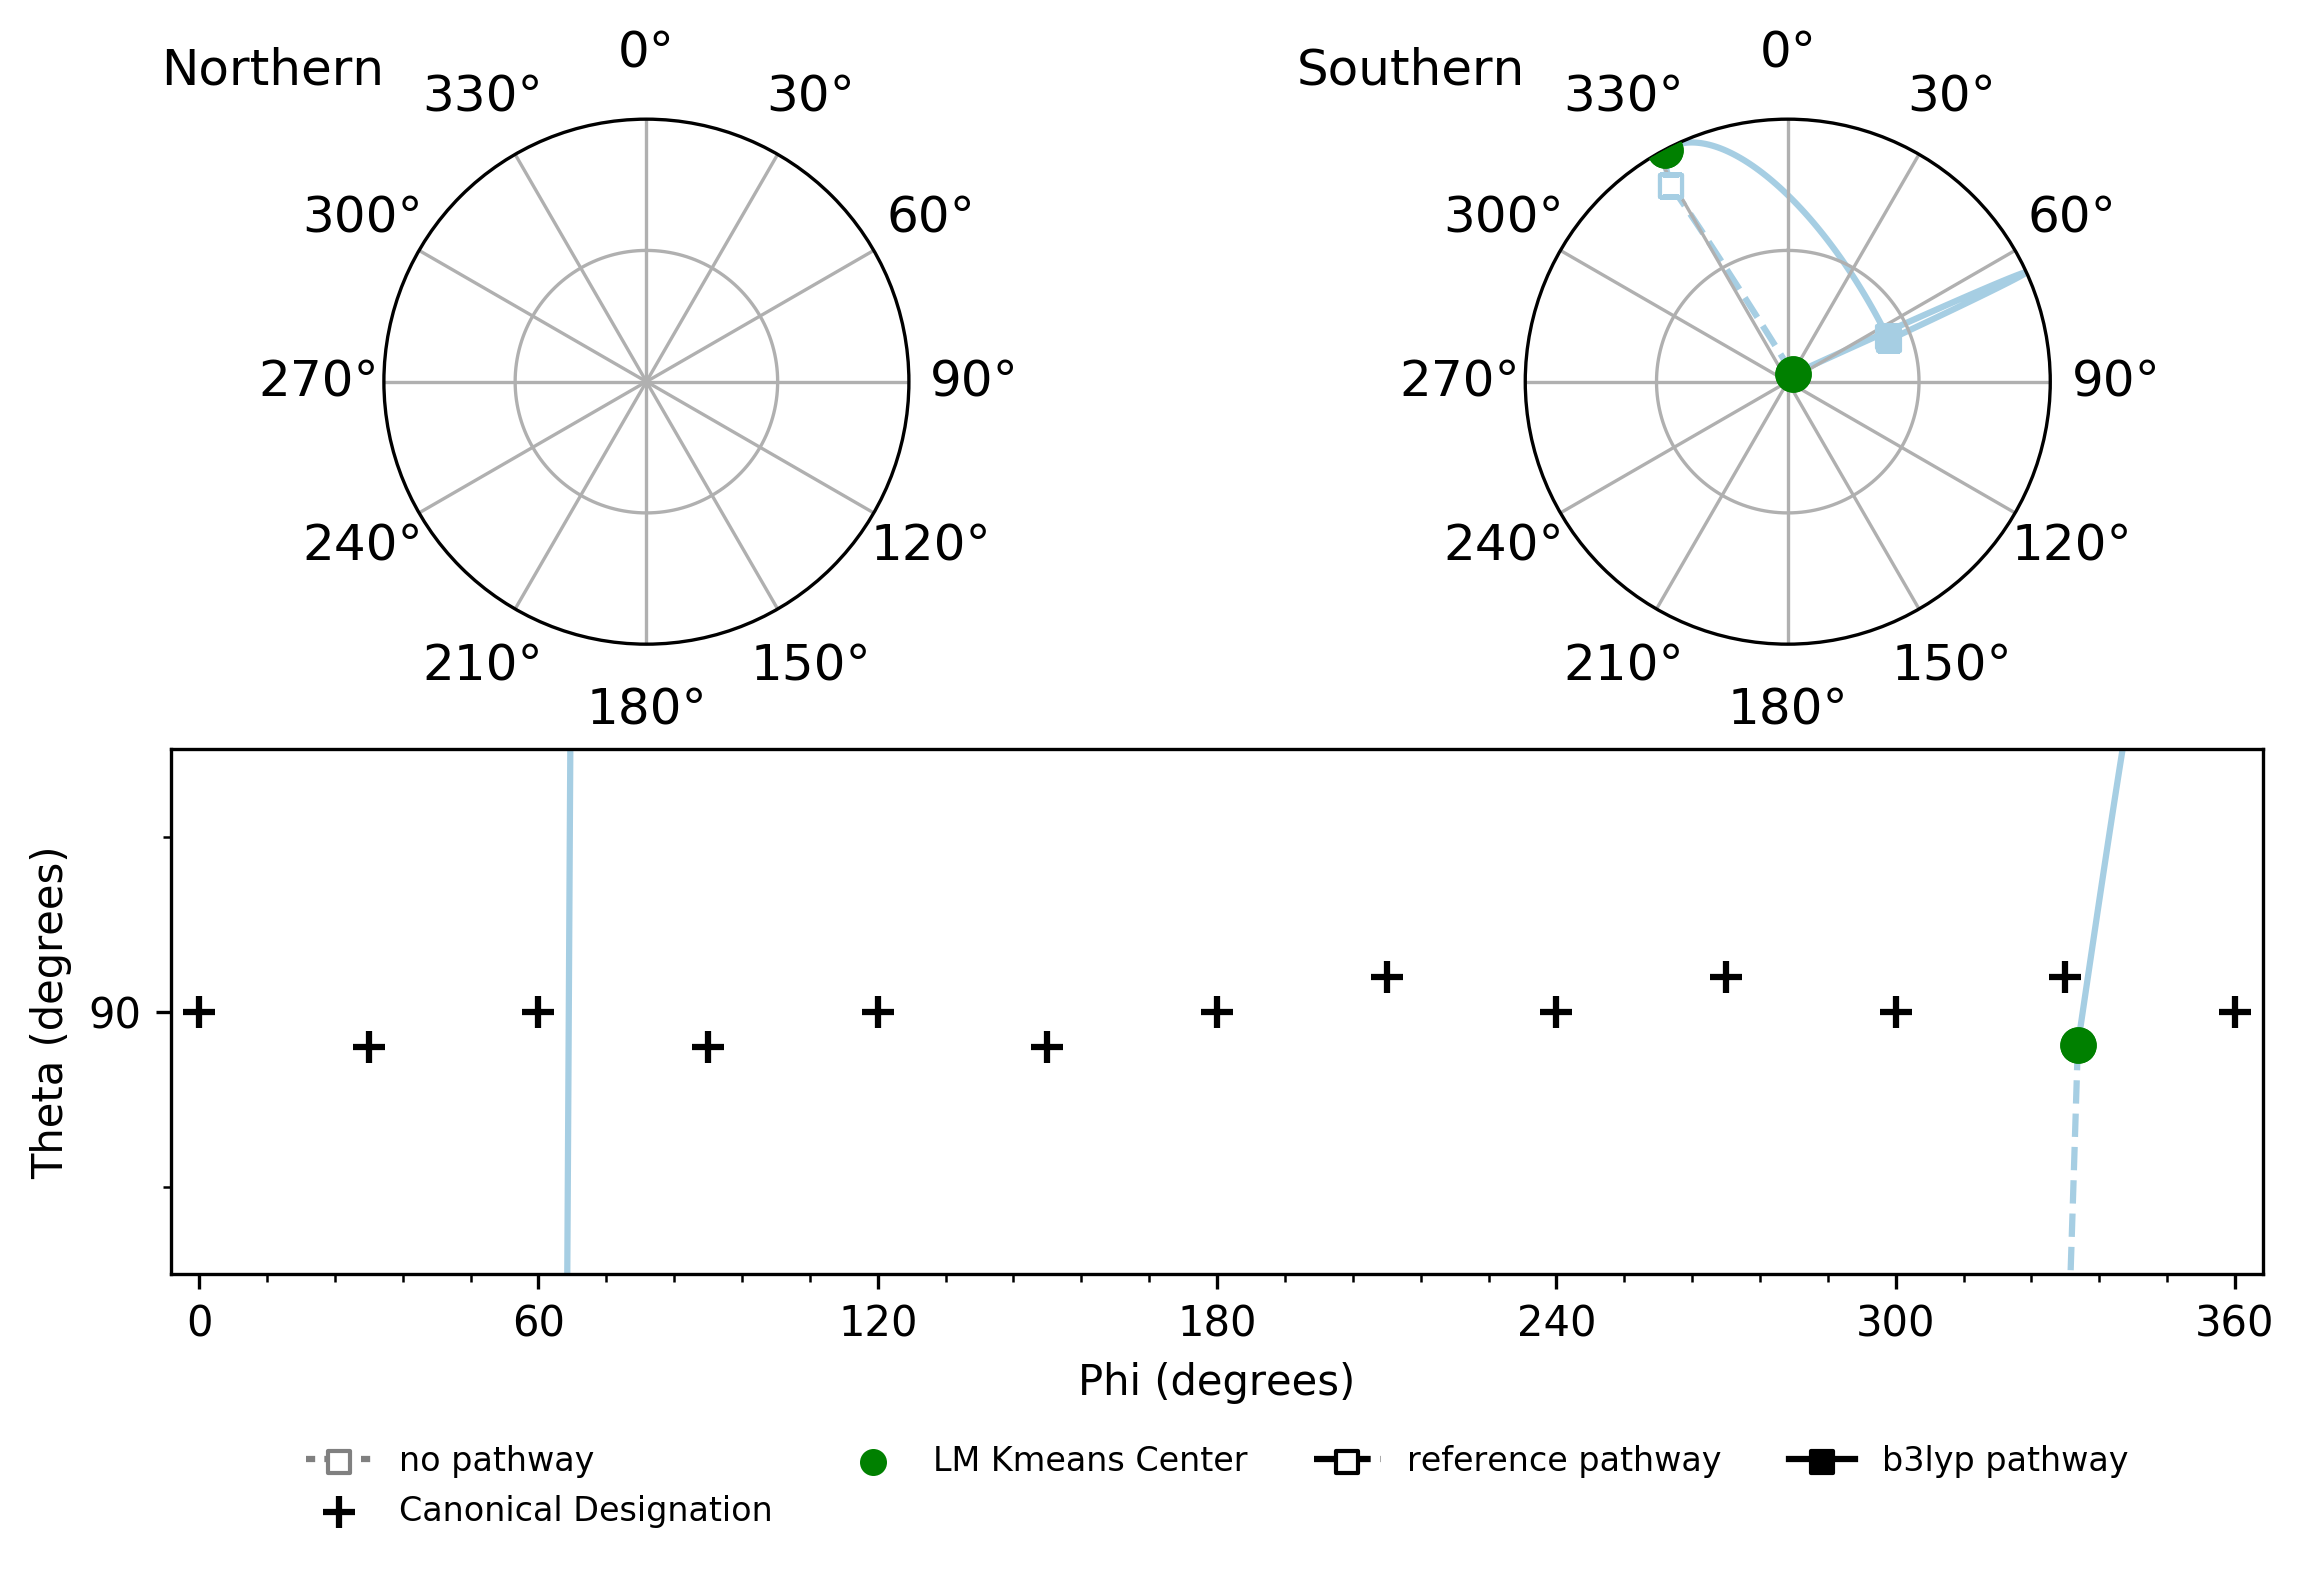 Northern
0°
30°
60°
90°
120°
150°
180°
210°
240°
270°
300°
330°
Southern
0°
30°
60°
90°
120°
150°
180°
210°
240°
270°
300°
330°
Theta (degrees)
90
0 60 120 180 240 300 360
Phi (degrees)
no pathway
Canonical Designation
LM Kmeans Center
reference pathway
b3lyp pathway